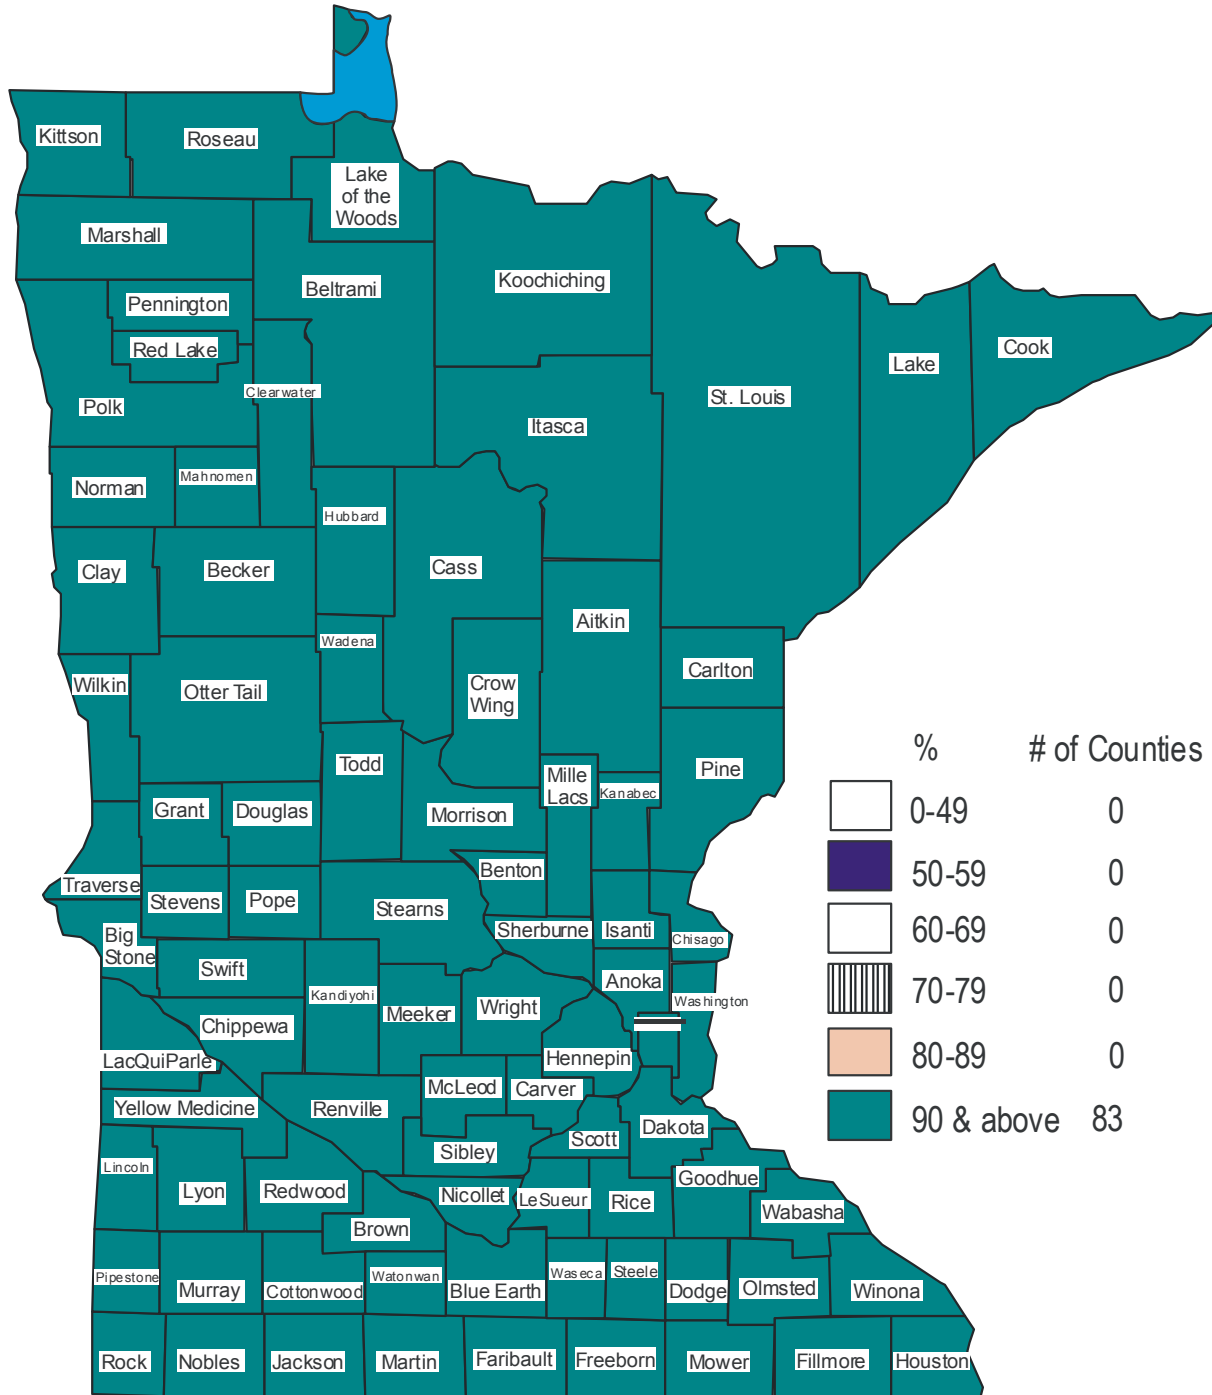 Kittson
Roseau
Lake
of the
Woods
Marshall
Koochiching
Beltrami
Pennington
Red Lake
Cook
Lake
Clearwater
St. Louis
Polk
Itasca
Norman
Mahnomen
Hubbard
Clay
Becker
Cass
Aitkin
Wadena
Carlton
Wilkin
Otter Tail
Crow
Wing
Todd
Mille
Lacs
Pine
Kanabec
Grant
Douglas
Morrison
Benton
Traverse
Stevens
Pope
Stearns
Sherburne
Isanti
Chisago
Big
Stone
Swift
Kandiyohi
Anoka
Washington
Chippewa
Meeker
Wright
LacQuiParle
Hennepin
McLeod
Carver
Yellow Medicine
Renville
Dakota
Scott
Sibley
Lincoln
Lyon
Redwood
Nicollet
LeSueur
Rice
Goodhue
Wabasha
Brown
Pipestone
Murray
Cottonwood
Watonwan
Blue Earth
Waseca
Steele
Dodge
Olmsted
Winona
Rock
Nobles
Jackson
Martin
Faribault
Freeborn
Mower
Fillmore
Houston
% # of Counties
0-49 0
50-59 0
60-69 0
70-79 0
80-89 0
90 & above 83